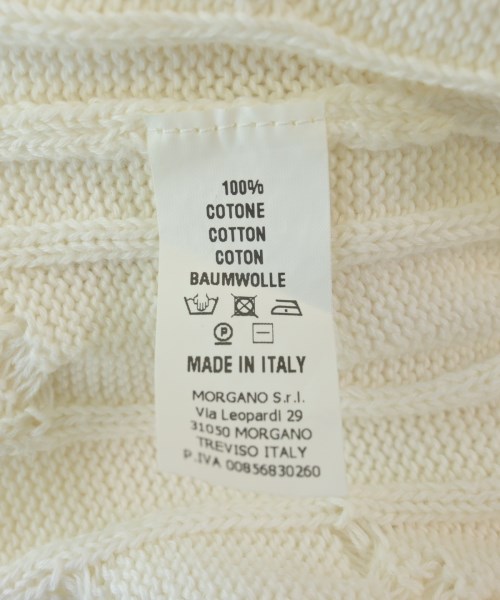 100%
COTONE
COTTON
COTON
BAUMWOLLE
P
MADE IN ITALY
MORGANO S.r.l.
Via Leopardi 29
31050 MORGANO
TREVISO ITALY
P.IVA 00856830260